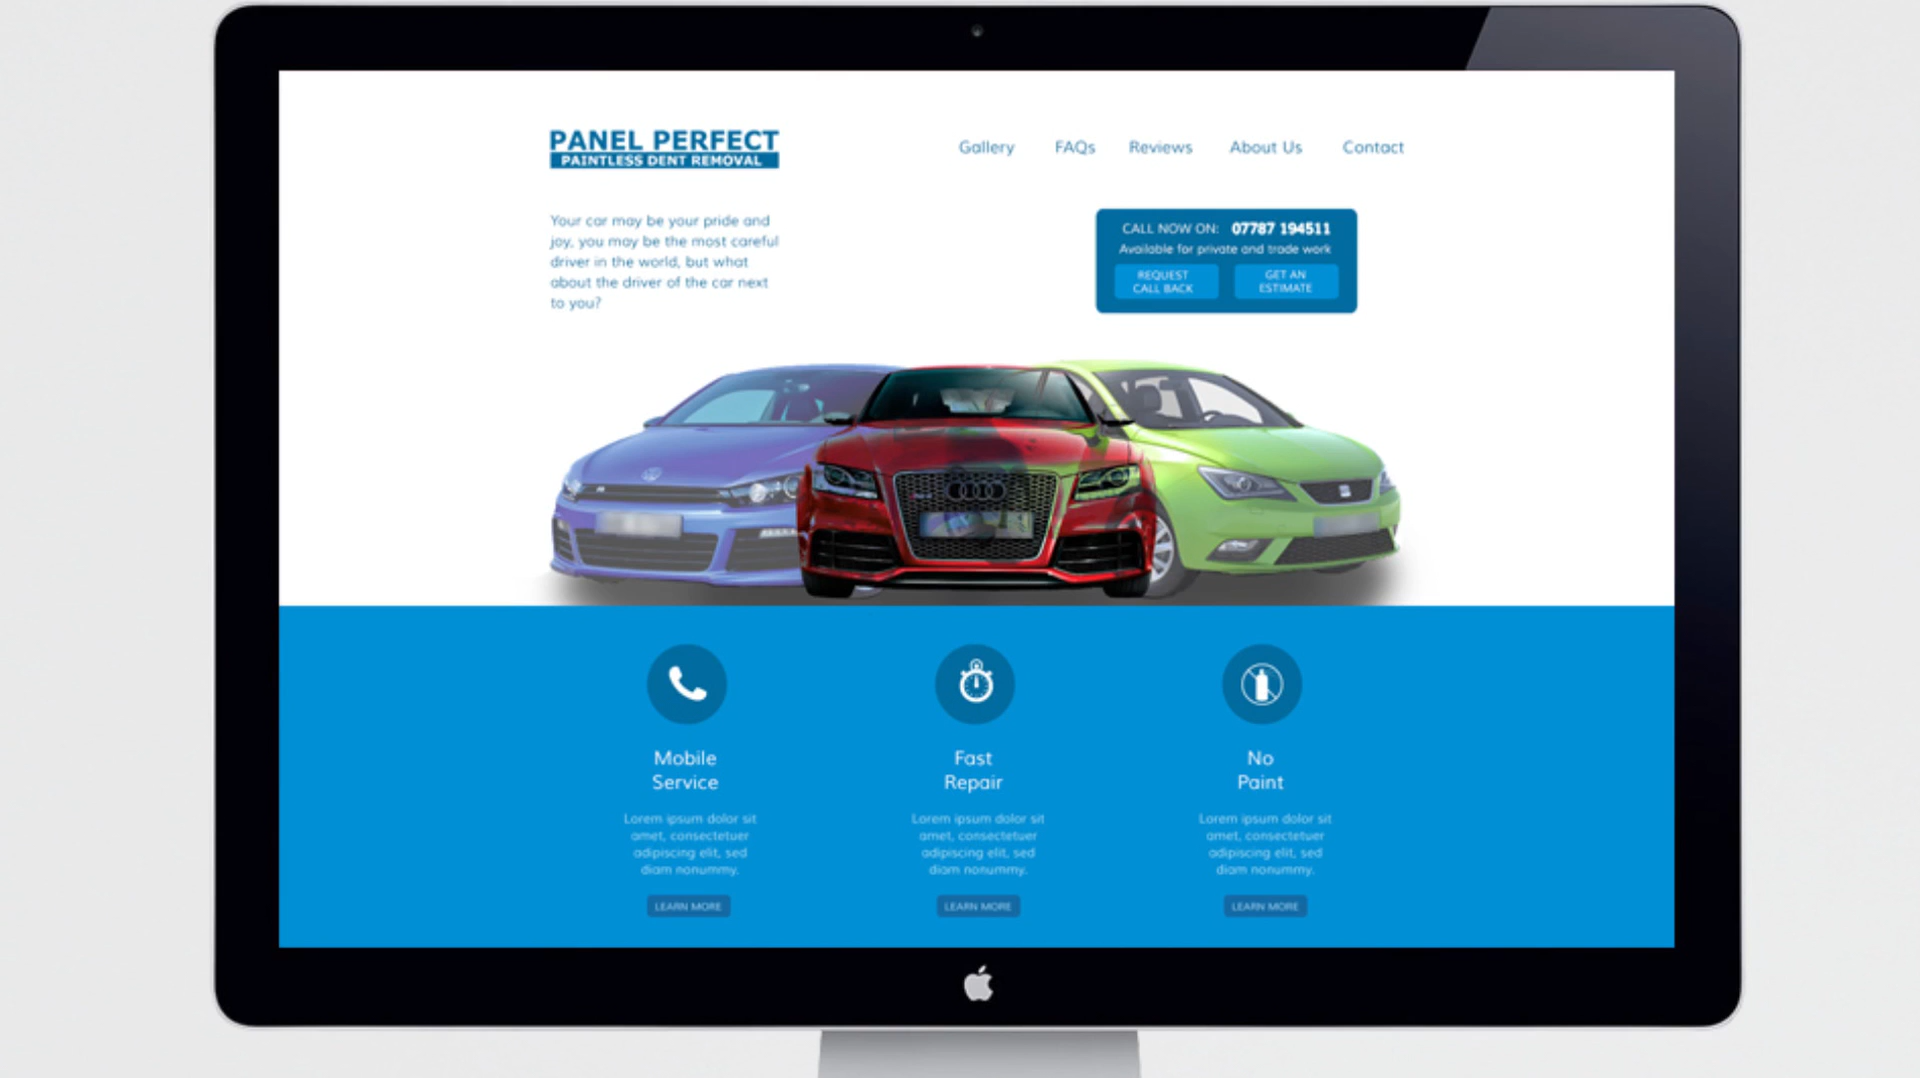 PANEL PERFECT
PAINTLESS DENT REMOVAL
Gallery FAQs Reviews About Us Contact
Your car may be your pride and
joy, you may be the most careful
driver in the world, but what
about the driver of the car next
to you?
CALL NOW ON: 07787 194511
Available for private and trade work
REQUEST
CALL BACK
GET AN
ESTIMATE
Mobile
Service
Lorem ipsum dolor sit
amet, consectetuer
adipiscing elit, sed
diam nonummy.
LEARN MORE
Fast
Repair
Lorem ipsum dolor sit
amet, consectetuer
adipiscing elit, sed
diam nonummy.
LEARN MORE
No
Paint
Lorem ipsum dolor sit
amet, consectetuer
adipiscing elit, sed
diam nonummy.
LEARN MORE